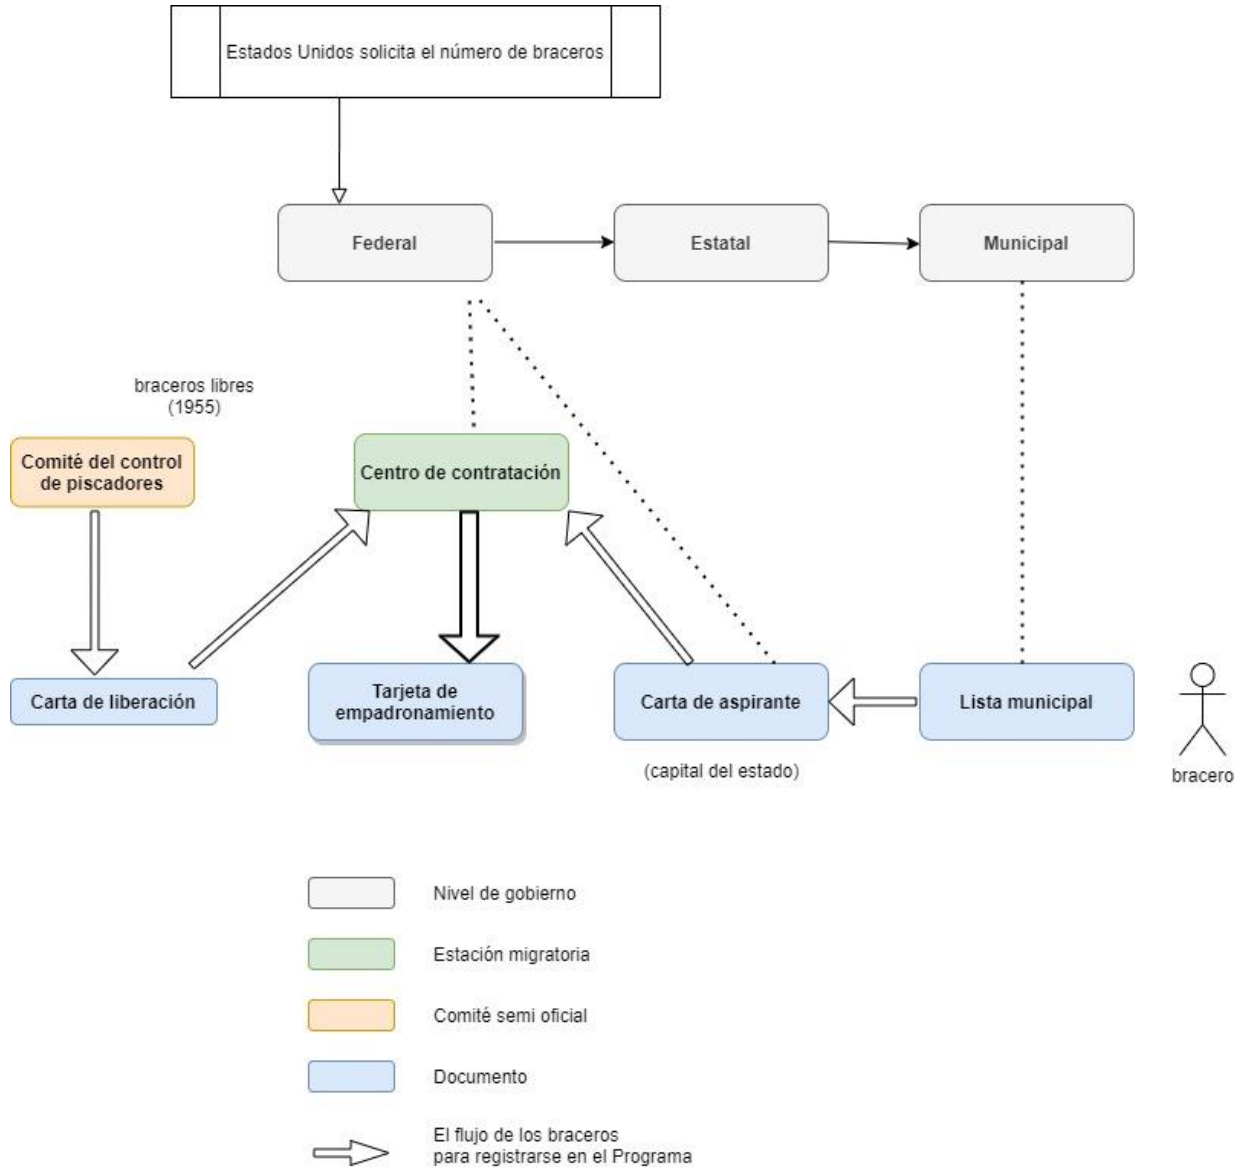 Estados Unidos solicita el número de braceros
Federal
Estatal
Municipal
braceros libres
(1955)
Comité del control
de piscadores
Centro de contratación
Carta de liberación
Tarjeta de
empadronamiento
Carta de aspirante
Lista municipal
(capital del estado)
bracero
Nivel de gobierno
Estación migratoria
Comité semi oficial
Documento
El flujo de los braceros
para registrarse en el Programa